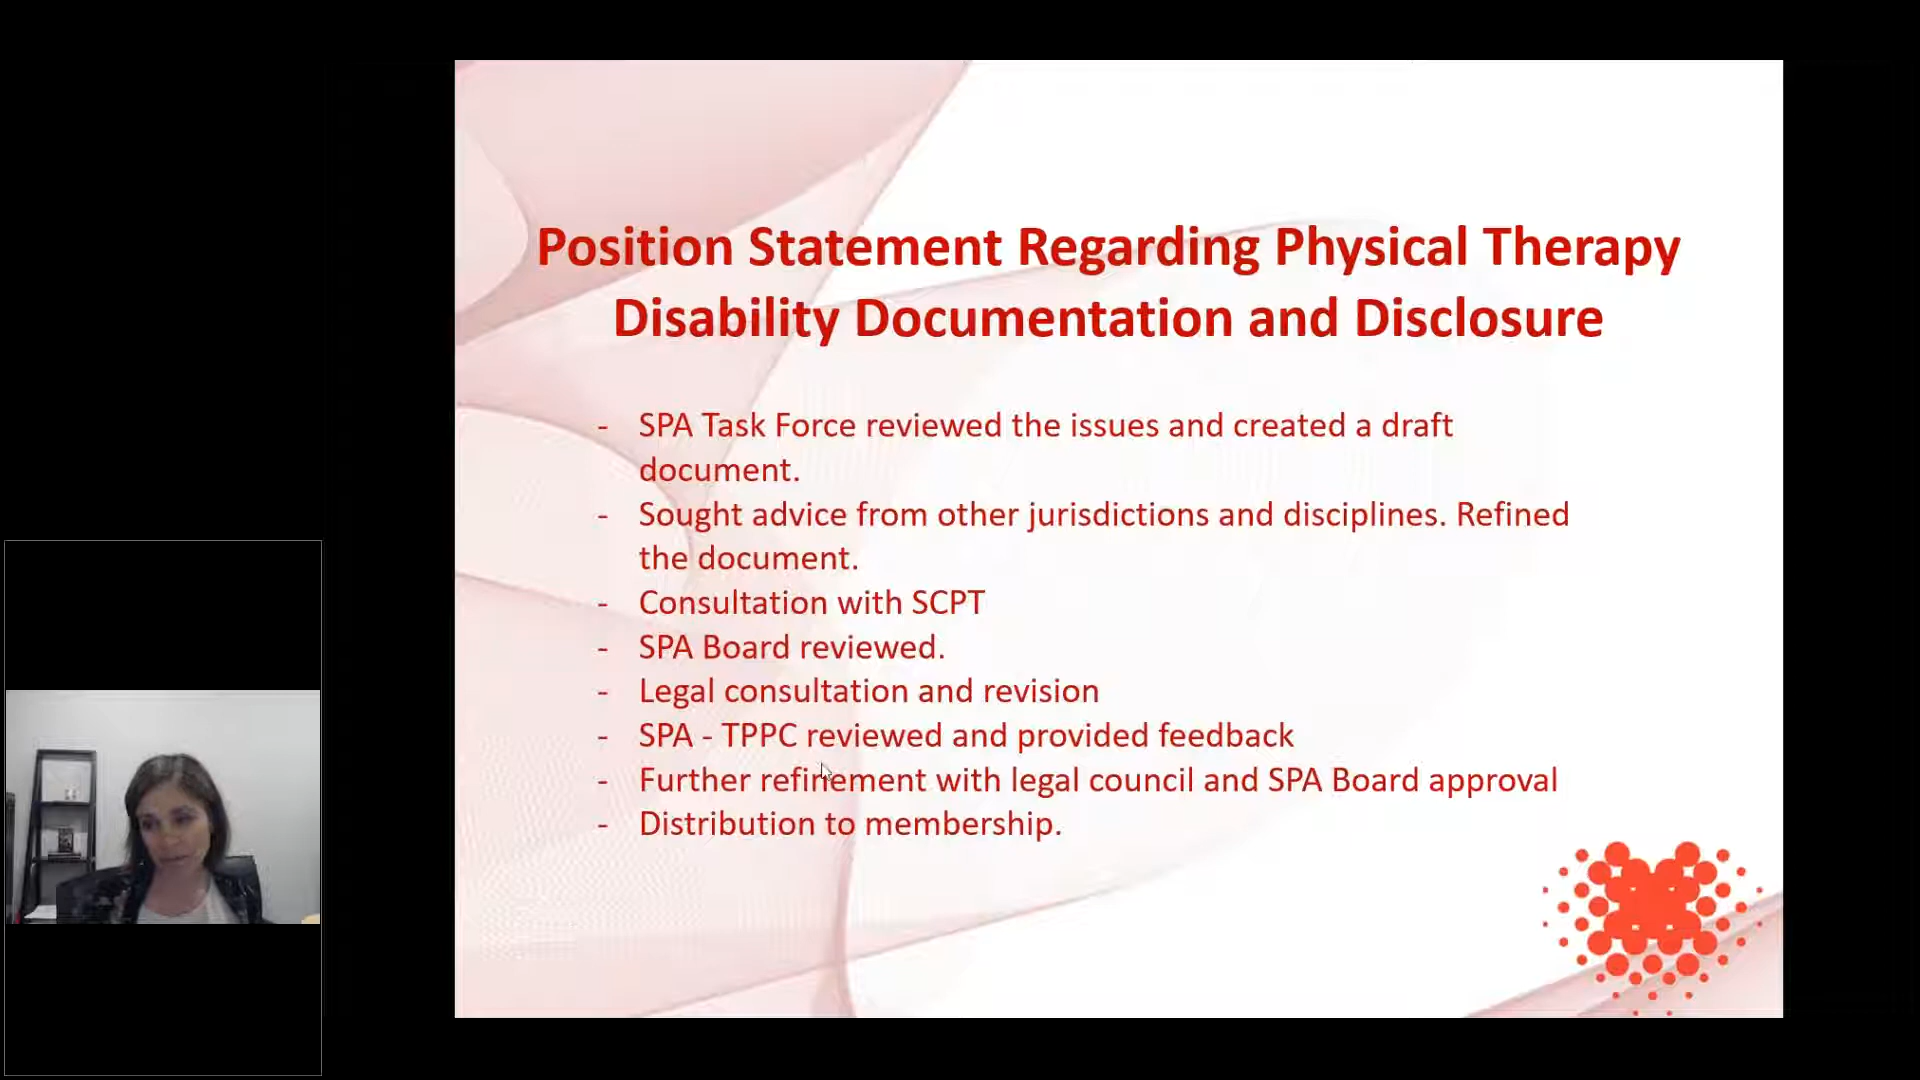 Position Statement Regarding Physical Therapy
Disability Documentation and Disclosure
- SPA Task Force reviewed the issues and created a draft
document.
- Sought advice from other jurisdictions and disciplines. Refined
the document.
- Consultation with SCPT
- SPA Board reviewed.
- Legal consultation and revision
- SPA - TPPC reviewed and provided feedback
- Further refinement with legal council and SPA Board approval
- Distribution to membership.